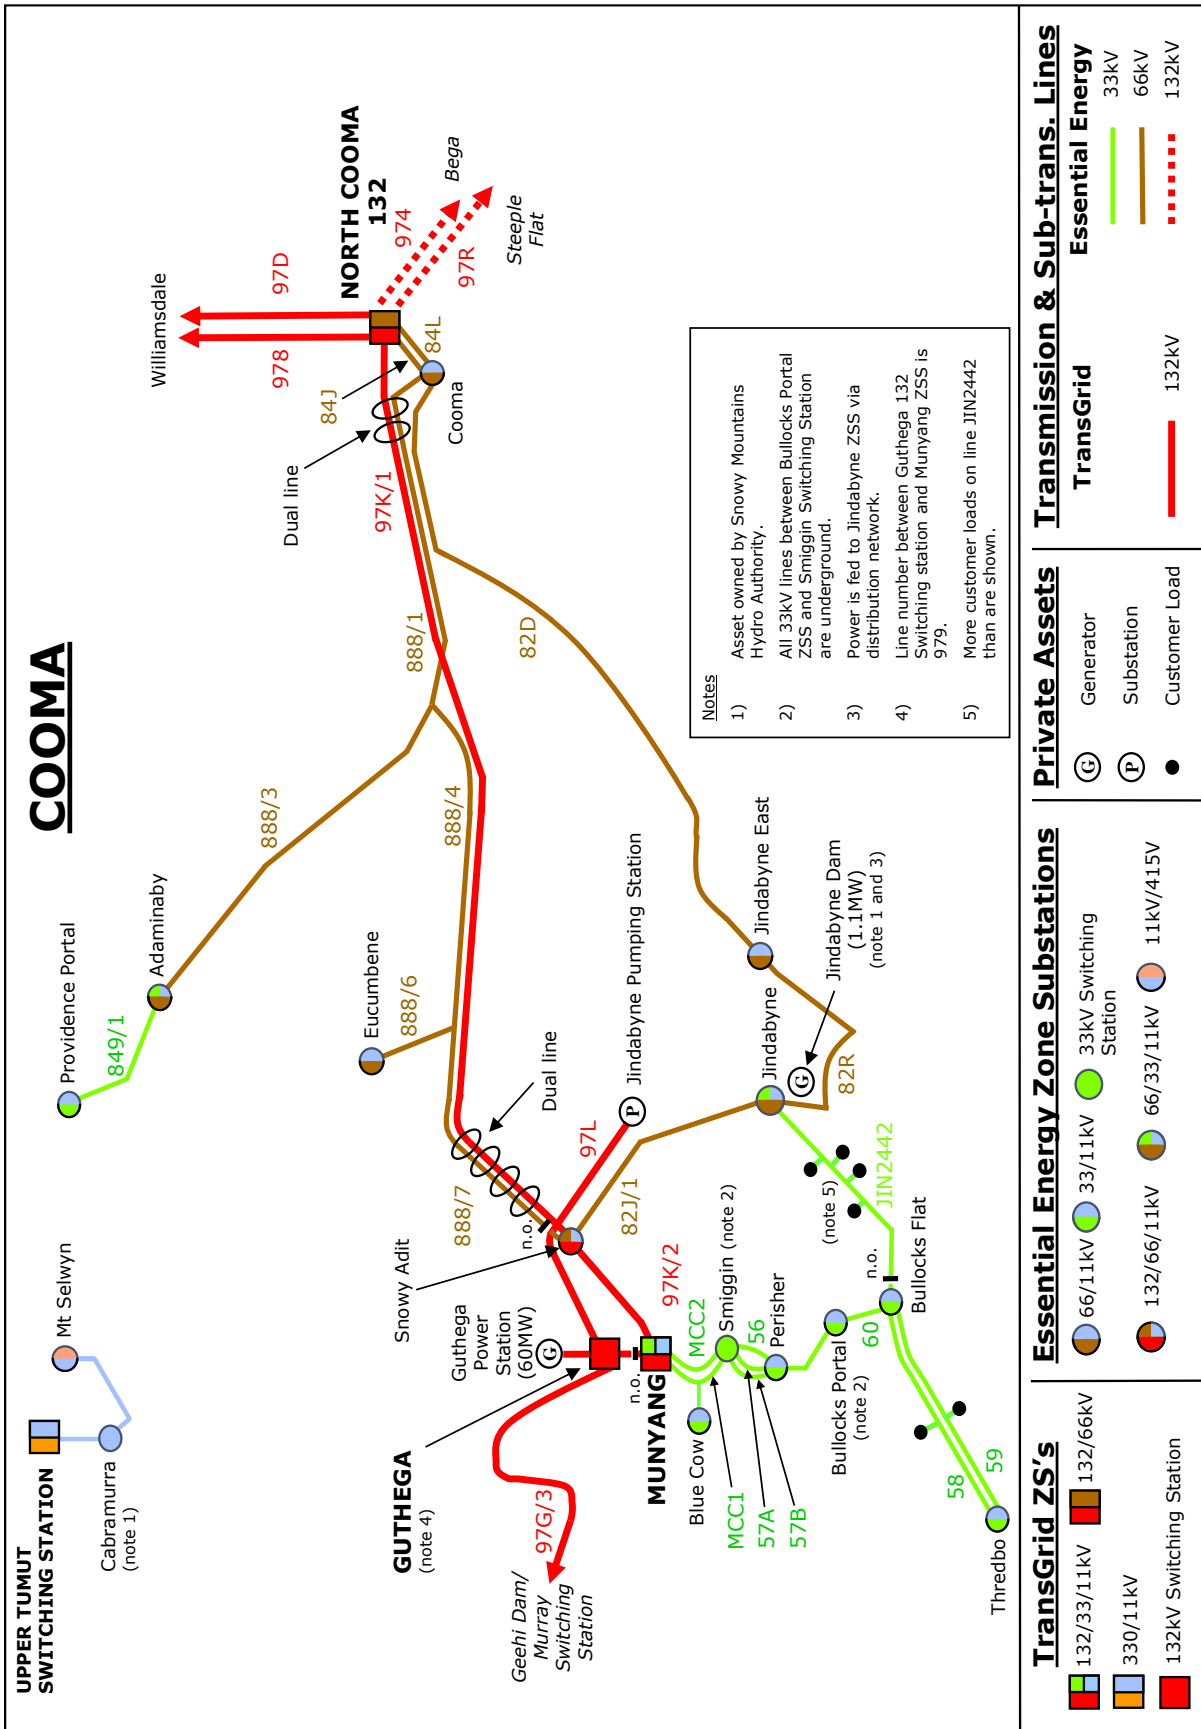 COOMA
UPPER TUMUT
SWITCHING STATION
Cabramurra
(note 1)
Mt Selwyn
Providence Portal
849/1
Adaminaby
888/3
Williamsdale
978
97D
NORTH COOMA
132
974
Bega
97R
Steeple
Flat
84J
84L
Dual line
Cooma
97K/1
888/1
82D
888/4
Eucumbene
888/6
Dual line
888/7
n.o.
Snowy Adit
97L
Jindabyne Pumping Station
P
82J/1
Guthega
Power
Station
(60MW)
G
GUTHEGA
(note 4)
97G/3
Geehi Dam/
Murray
Switching
Station
n.o.
MUNYANG
97K/2
MCC2
Blue Cow
MCC1
Smiggin (note 2)
57A
57B
56
Perisher
Bullocks Portal
(note 2)
60
n.o.
Bullocks Flat
58
59
Thredbo
(note 5)
JIN2442
Jindabyne
G
82R
Jindabyne Dam
(1.1MW)
(note 1 and 3)
Jindabyne East
Notes
1) Asset owned by Snowy Mountains
Hydro Authority.
2) All 33kV lines between Bullocks Portal
ZSS and Smiggin Switching Station
are underground.
3) Power is fed to Jindabyne ZSS via
distribution network.
4) Line number between Guthega 132
Switching station and Munyang ZSS is
979.
5) More customer loads on line JIN2442
than are shown.
TransGrid ZS's
132/33/11kV
132/66kV
330/11kV
132kV Switching Station
Essential Energy Zone Substations
66/11kV
33/11kV
33kV Switching
Station
132/66/11kV
66/33/11kV
11kV/415V
Private Assets
G Generator
P Substation
Customer Load
Transmission & Sub-trans. Lines
TransGrid
132kV
Essential Energy
33kV
66kV
132kV